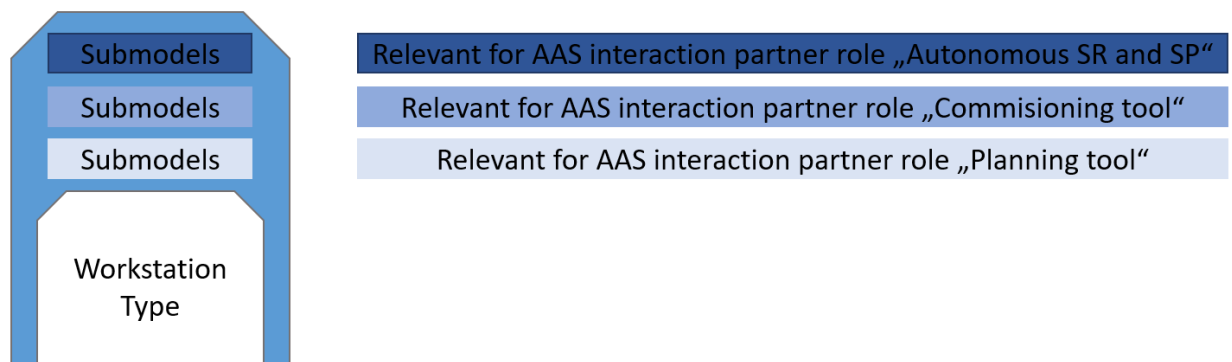 Submodels
Relevant for AAS interaction partner role „Autonomous SR and SP“
Submodels
Relevant for AAS interaction partner role „Commisioning tool“
Submodels
Relevant for AAS interaction partner role „Planning tool“
Workstation
Type